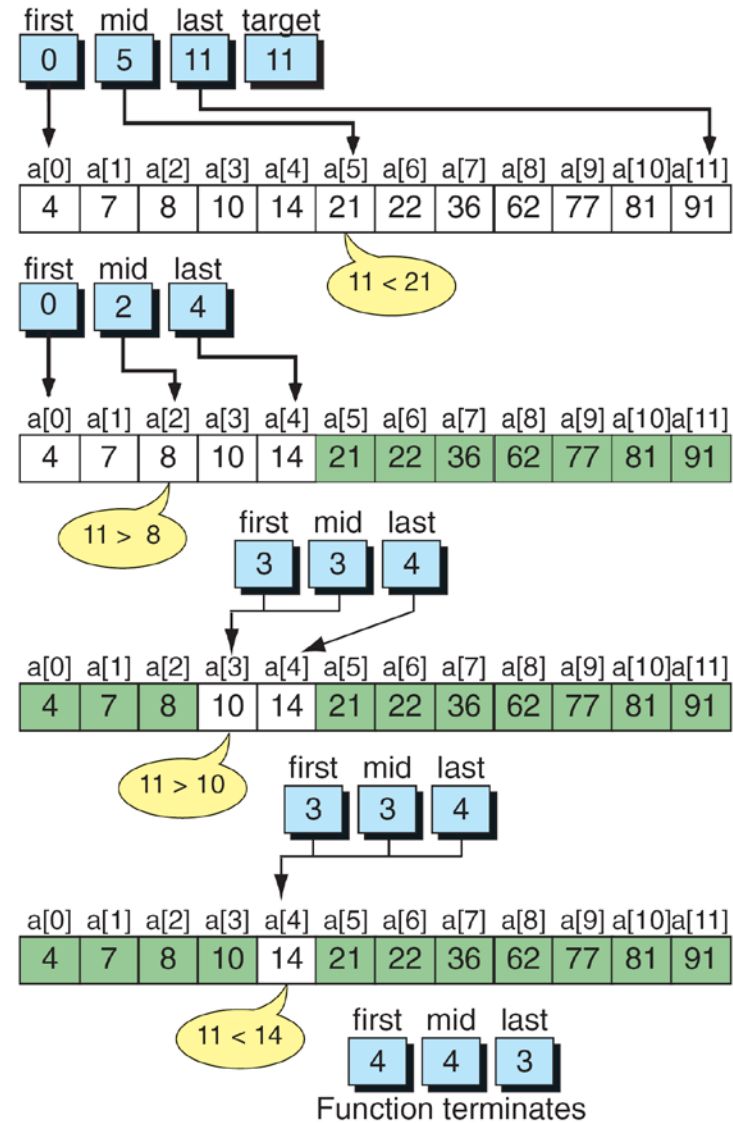 first mid last target
0 5 11 11
a[0] a[1] a[2] a[3] a[4] a[5] a[6] a[7] a[8] a[9] a[10] a[11]
4 7 8 10 14 21 22 36 62 77 81 91
11 < 21
first mid last
0 2 4
a[0] a[1] a[2] a[3] a[4] a[5] a[6] a[7] a[8] a[9] a[10] a[11]
4 7 8 10 14 21 22 36 62 77 81 91
11 > 8
first mid last
3 3 4
a[0] a[1] a[2] a[3] a[4] a[5] a[6] a[7] a[8] a[9] a[10] a[11]
4 7 8 10 14 21 22 36 62 77 81 91
11 > 10
first mid last
3 3 4
a[0] a[1] a[2] a[3] a[4] a[5] a[6] a[7] a[8] a[9] a[10] a[11]
4 7 8 10 14 21 22 36 62 77 81 91
11 < 14
first mid last
4 4 3
Function terminates